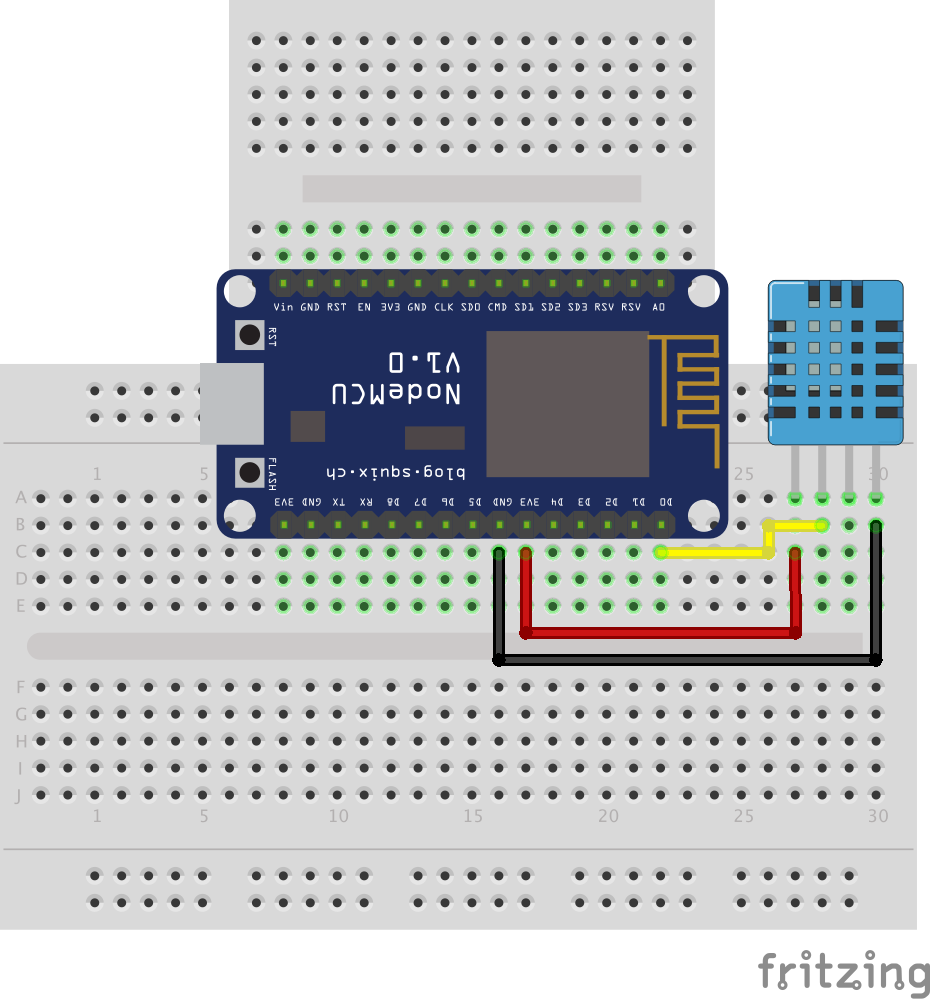 Vin GND RST EN 3V3 GND CLK SD0 CMD SD1 SD2 SD3 RSV RSV A0
RST
V1.0
NodeMCU
blog.squix.ch
FLASH
3V3 GND TX RX D8 D7 D6 D5 GND 3V3 D4 D3 D2 D1 D0
1 5 25 30
A
B
C
D
E
F
G
H
I
J
1 5 10 15 20 25 30
fritzing